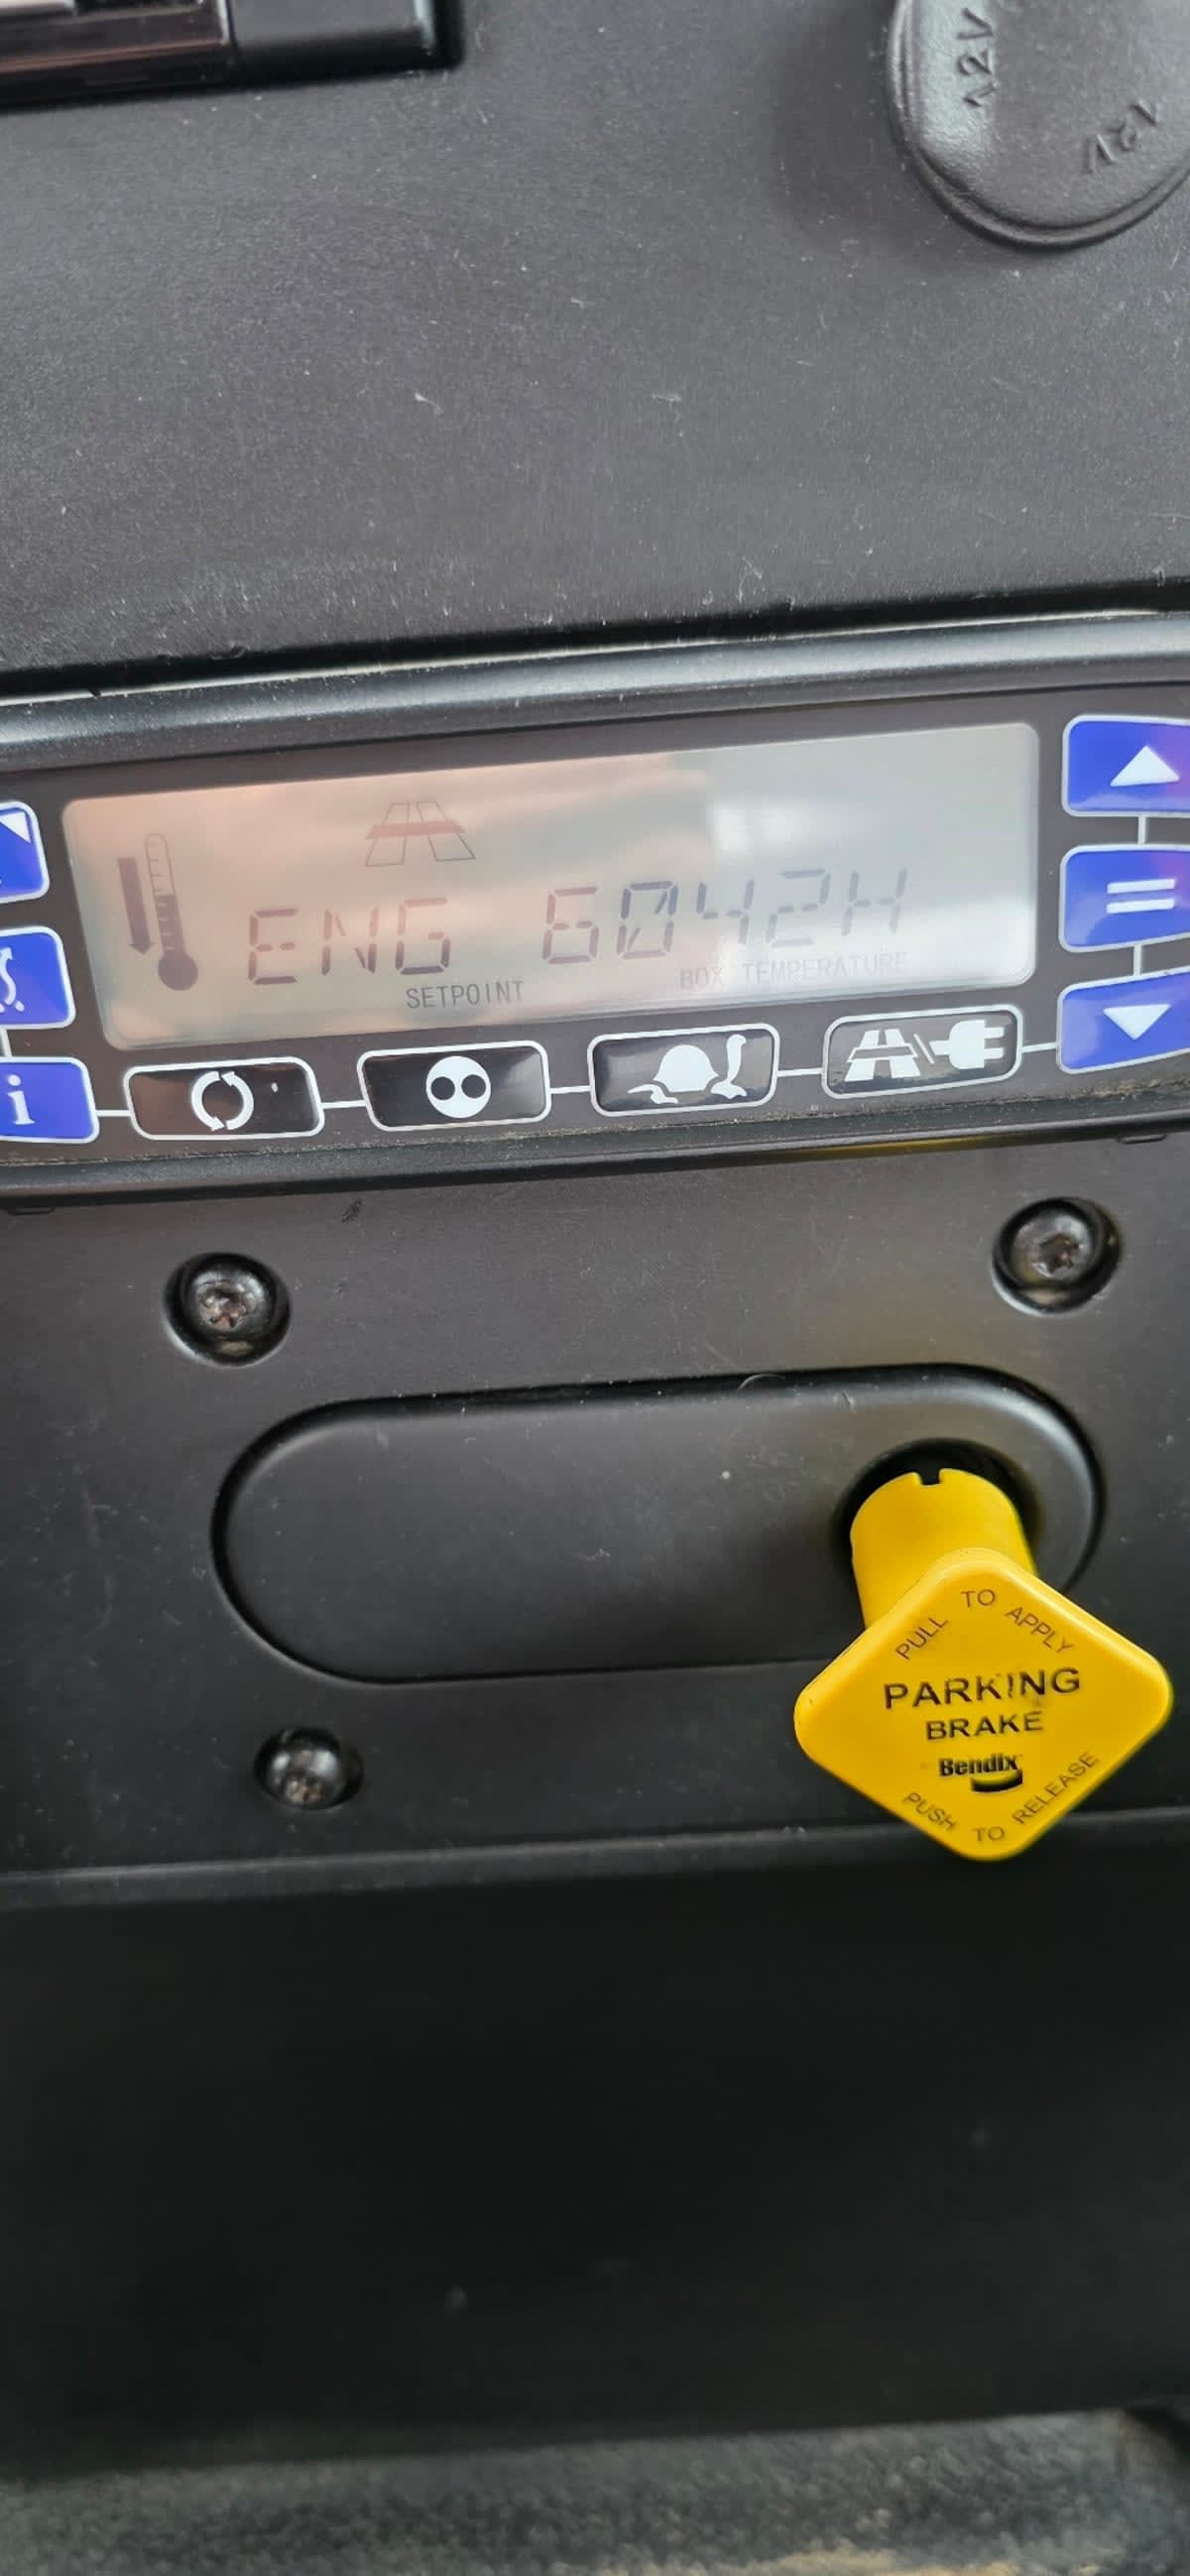 12V
12V
ENG 6042H
SETPOINT
BOX TEMPERATURE
i
PULL TO APPLY
PARKING
BRAKE
Bendix
PUSH TO RELEASE